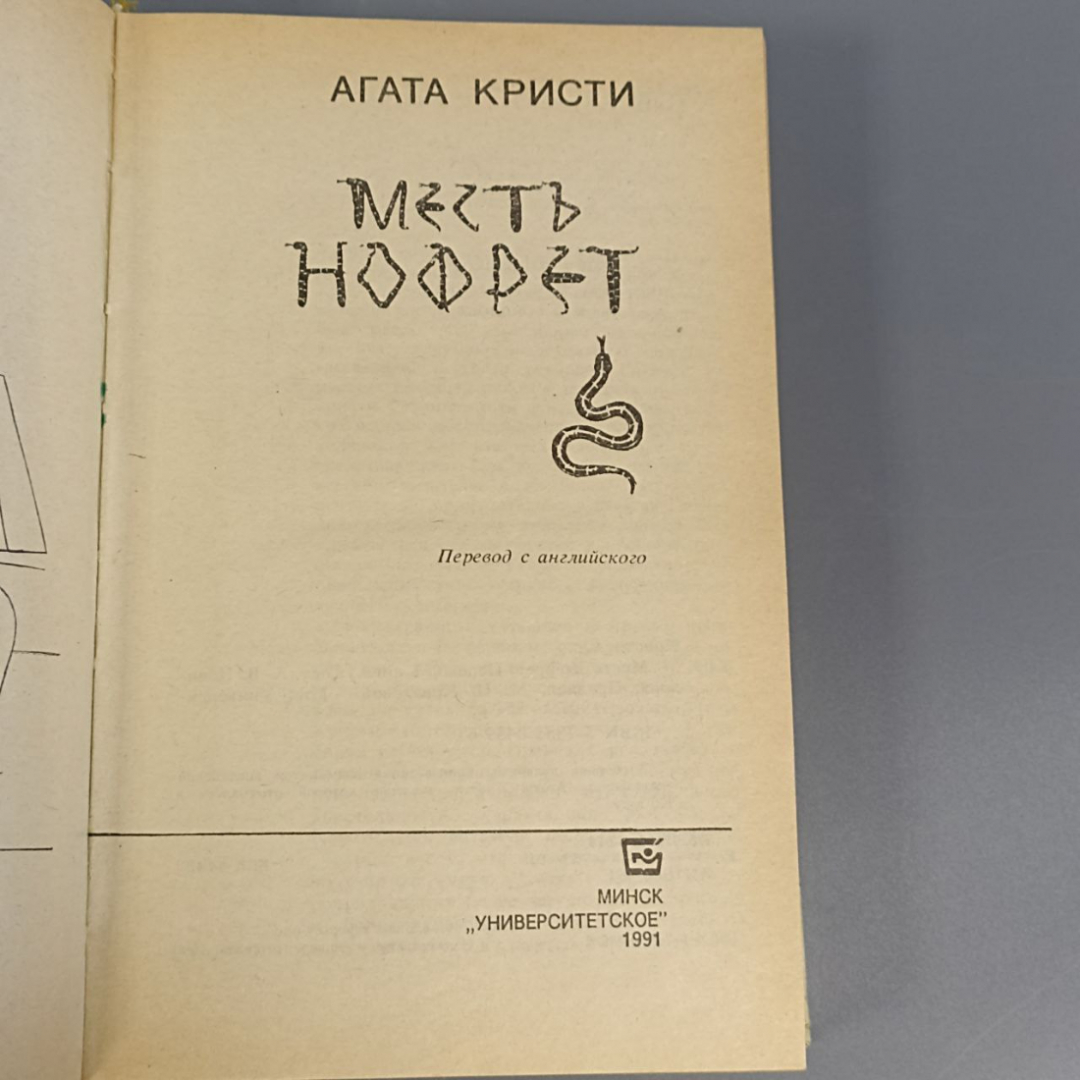 АГАТА КРИСТИ
МЕСТЬ
НОФРЕТ
Перевод с английского
МИНСК
„УНИВЕРСИТЕТСКОЕ”
1991